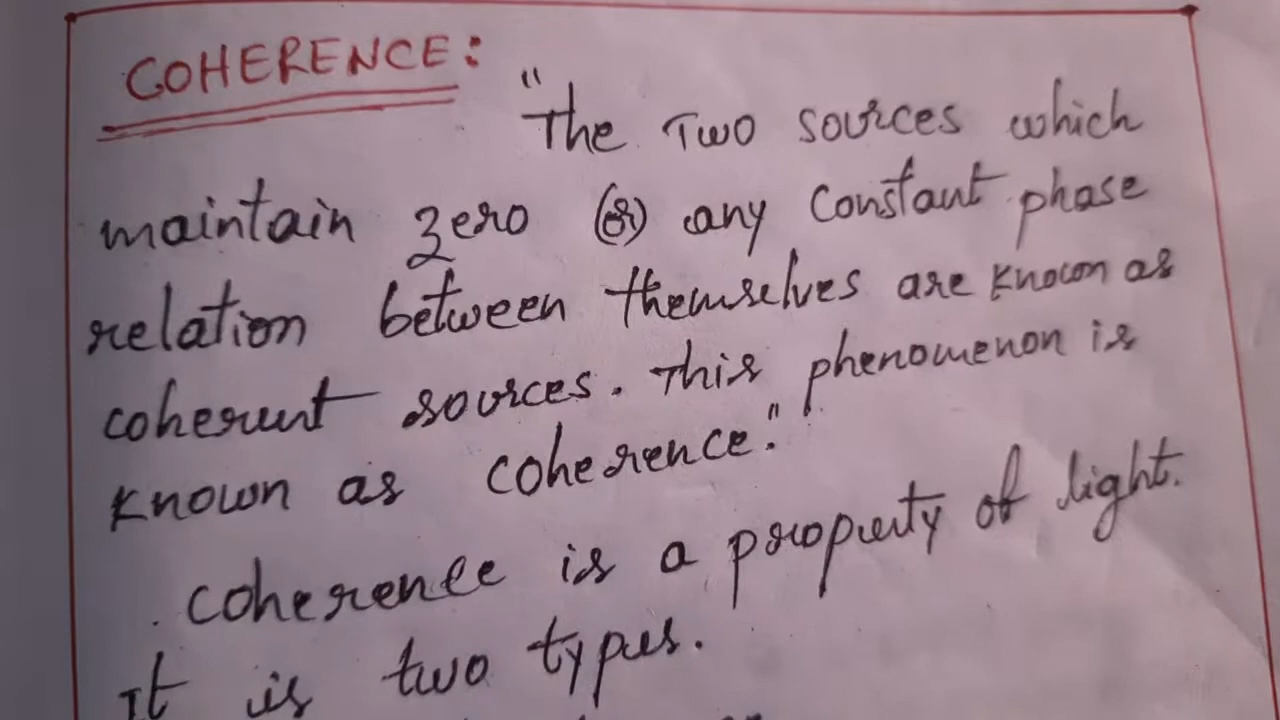 COHERENCE:
"The Two sources which
maintain zero (or) any constant phase
relation between themselves are known as
coherent sources. This phenomenon is
known as coherence."
. coherence is a property of light.
It is two types.